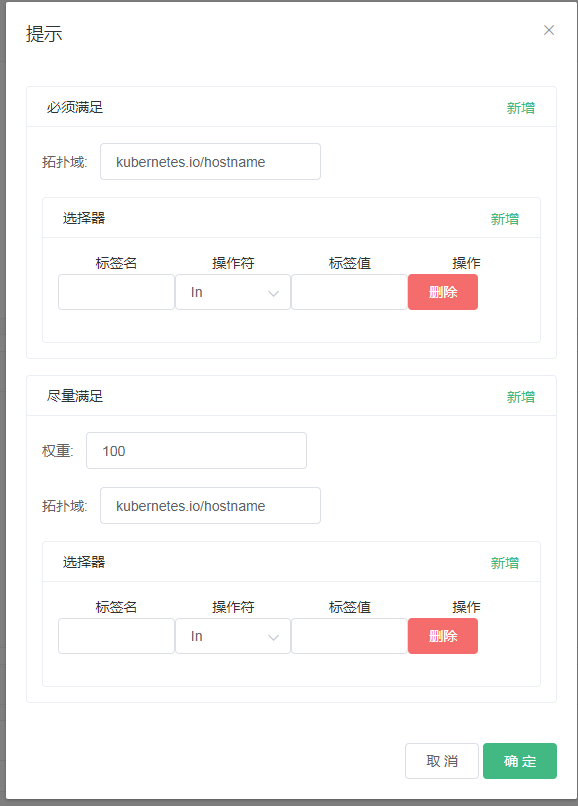 提示
必须满足 新增
拓扑域: kubernetes.io/hostname
选择器 新增
标签名 操作符 标签值 操作
In 删除
尽量满足 新增
权重: 100
拓扑域: kubernetes.io/hostname
选择器 新增
标签名 操作符 标签值 操作
In 删除
取 消 确 定